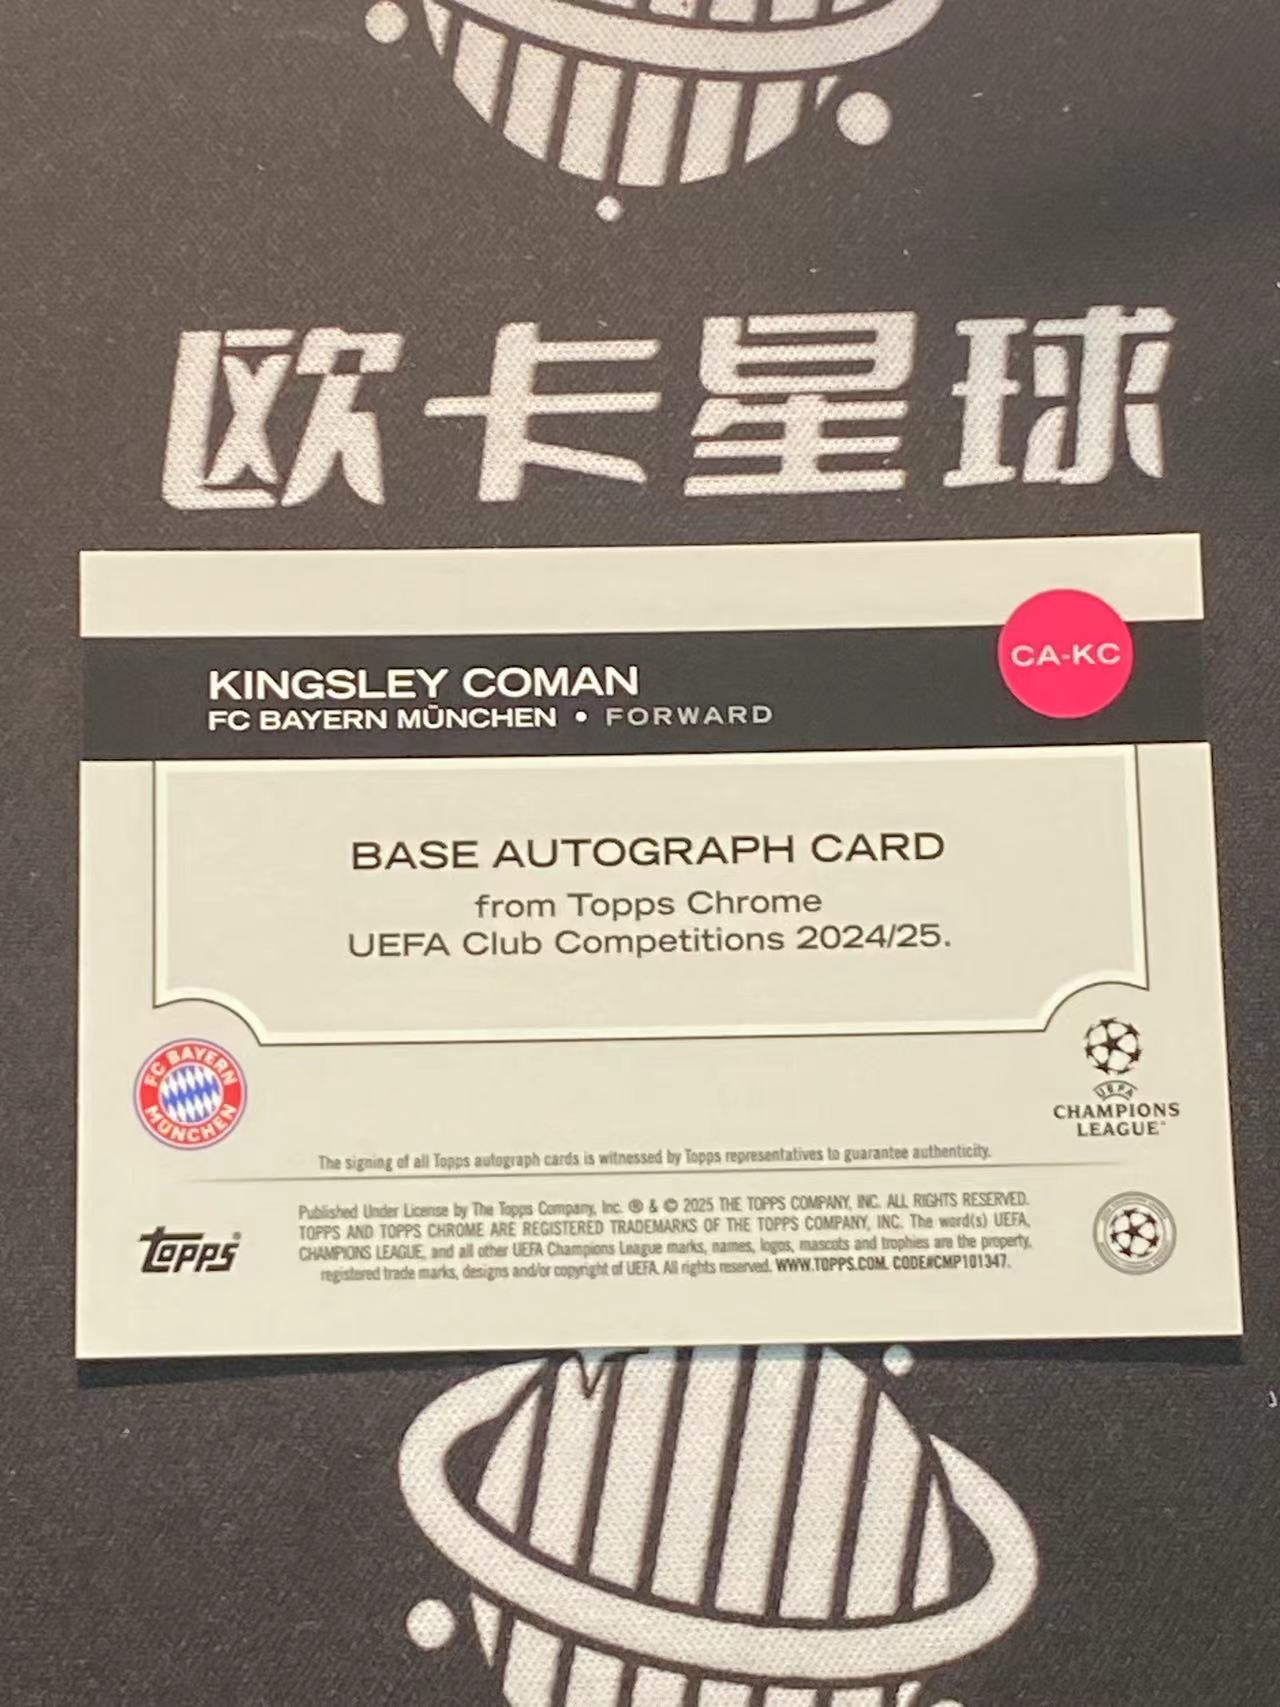 欧卡星球
CA-KC
KINGSLEY COMAN
FC BAYERN MÜNCHEN • FORWARD
BASE AUTOGRAPH CARD
from Topps Chrome
UEFA Club Competitions 2024/25.
FC BAYERN
MÜNCHEN
UEFA
CHAMPIONS
LEAGUE®
The signing of all Topps autograph cards is witnessed by Topps representatives to guarantee authenticity.
topps®
Published Under License by The Topps Company, Inc. ® & © 2025 THE TOPPS COMPANY, INC. ALL RIGHTS RESERVED.
TOPPS AND TOPPS CHROME ARE REGISTERED TRADEMARKS OF THE TOPPS COMPANY, INC. The word(s) UEFA,
CHAMPIONS LEAGUE, and all other UEFA Champions League marks, names, logos, mascots and trophies are the property,
registered trade marks, designs and/or copyright of UEFA. All rights reserved. WWW.TOPPS.COM. CODE#CMP101347.